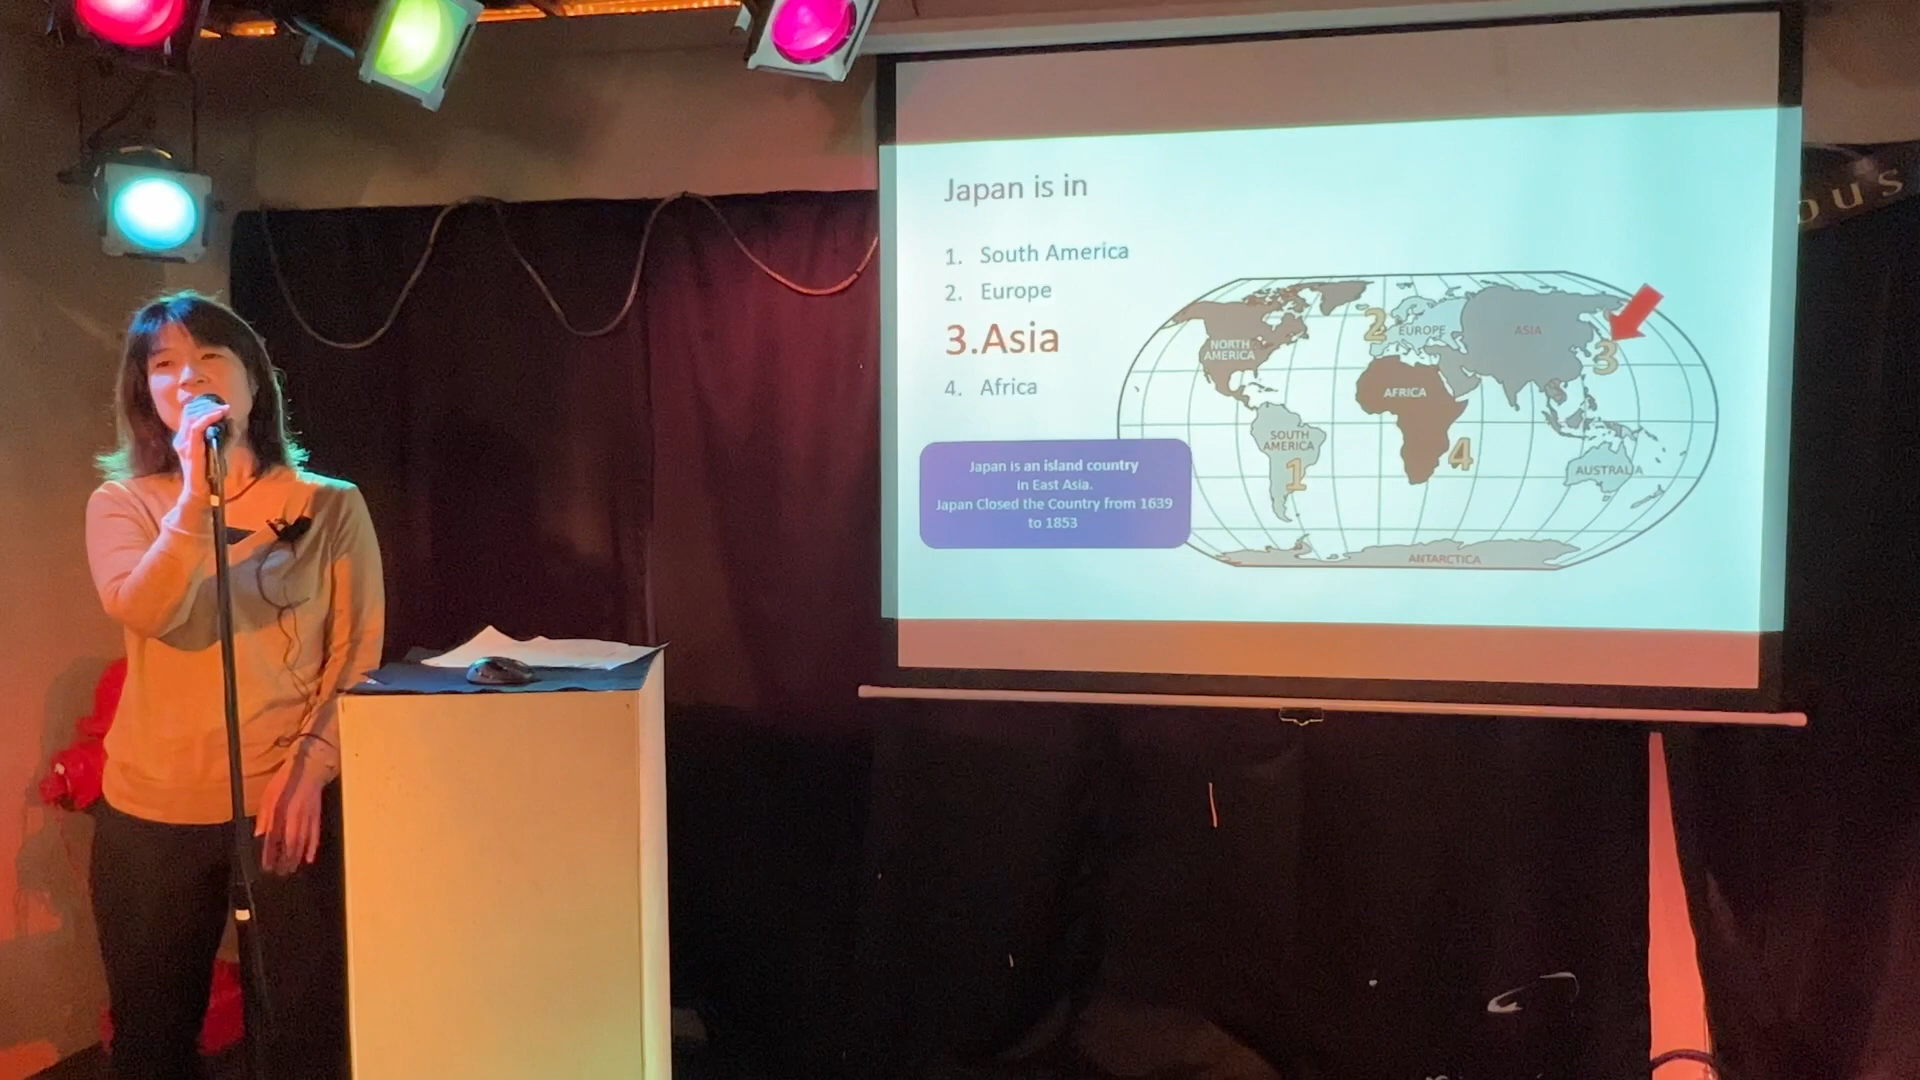 Japan is in
1. South America
2. Europe
3.Asia
4. Africa
Japan is an island country
in East Asia.
Japan Closed the Country from 1639
to 1853
NORTH
AMERICA
2
EUROPE
ASIA
3
AFRICA
SOUTH
AMERICA
1
4
AUSTRALIA
ANTARCTICA